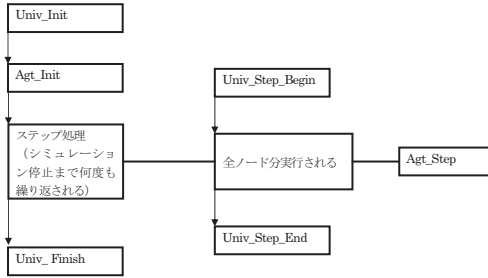 Univ_Init
Agt_Init
Univ_Step_Begin
ステップ処理
（シミュレーショ
ン停止まで何度も
繰り返される）
全ノード分実行される
Agt_Step
Univ_Step_End
Univ_ Finish